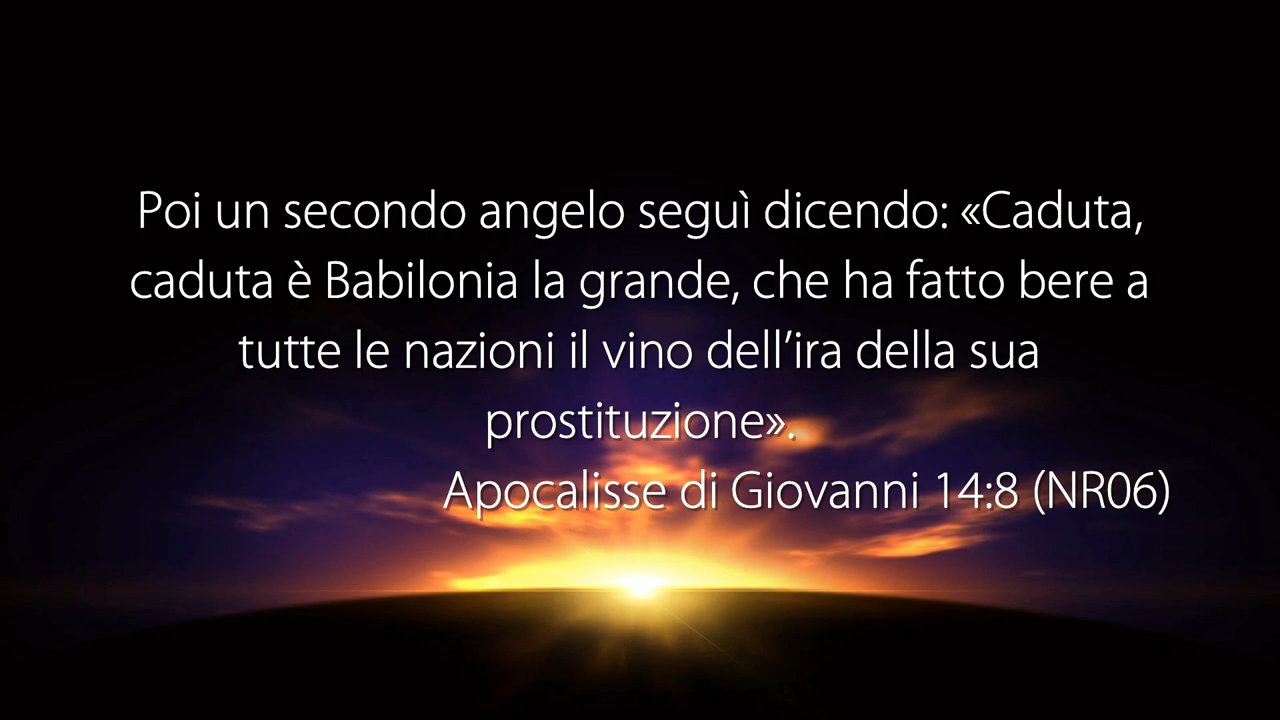 Poi un secondo angelo seguì dicendo: «Caduta,
caduta è Babilonia la grande, che ha fatto bere a
tutte le nazioni il vino dell’ira della sua
prostituzione».
Apocalisse di Giovanni 14:8 (NR06)